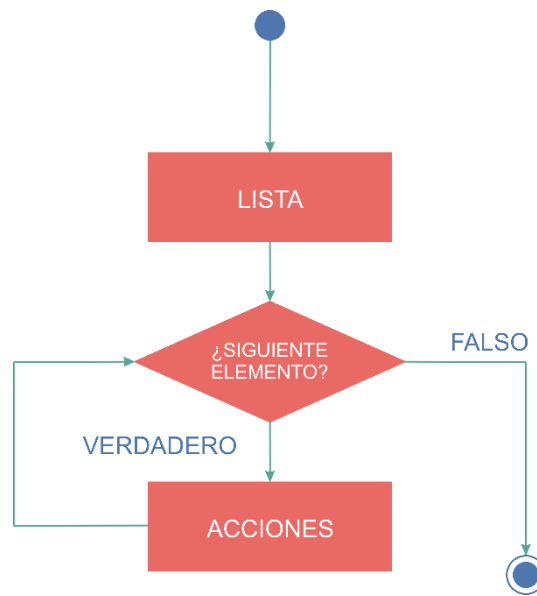 LISTA
¿SIGUIENTE
ELEMENTO?
FALSO
VERDADERO
ACCIONES